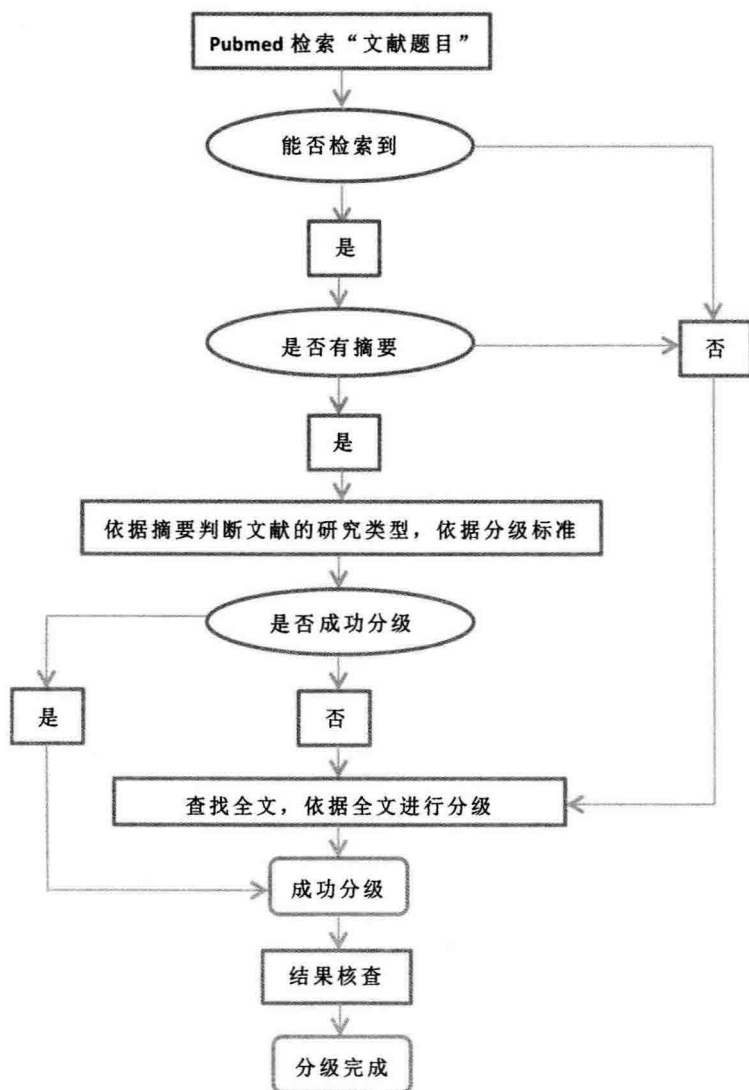 Pubmed 检索“文献题目”
能否检索到
是
是否有摘要
否
是
依据摘要判断文献的研究类型，依据分级标准
是否成功分级
是
否
查找全文，依据全文进行分级
成功分级
结果核查
分级完成